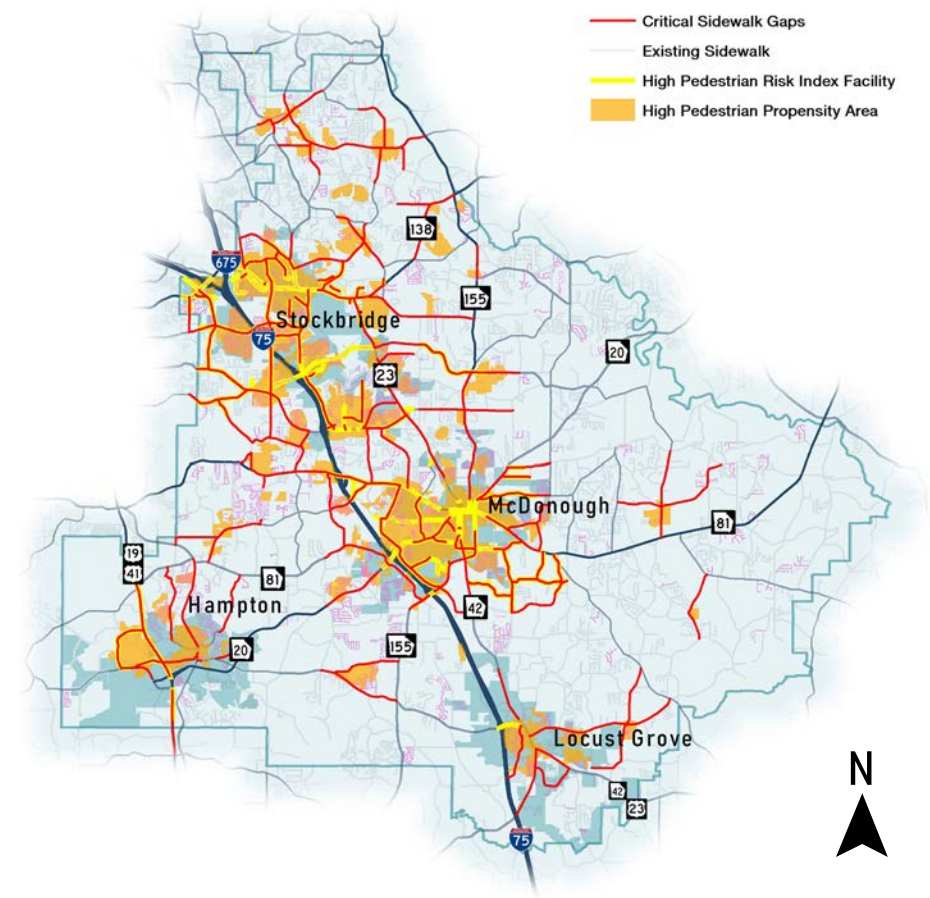 Critical Sidewalk Gaps
Existing Sidewalk
High Pedestrian Risk Index Facility
High Pedestrian Propensity Area
138
675
155
Stockbridge
75
20
23
McDonough
81
19
41
81
Hampton
42
20
155
Locust Grove
42
23
75
N